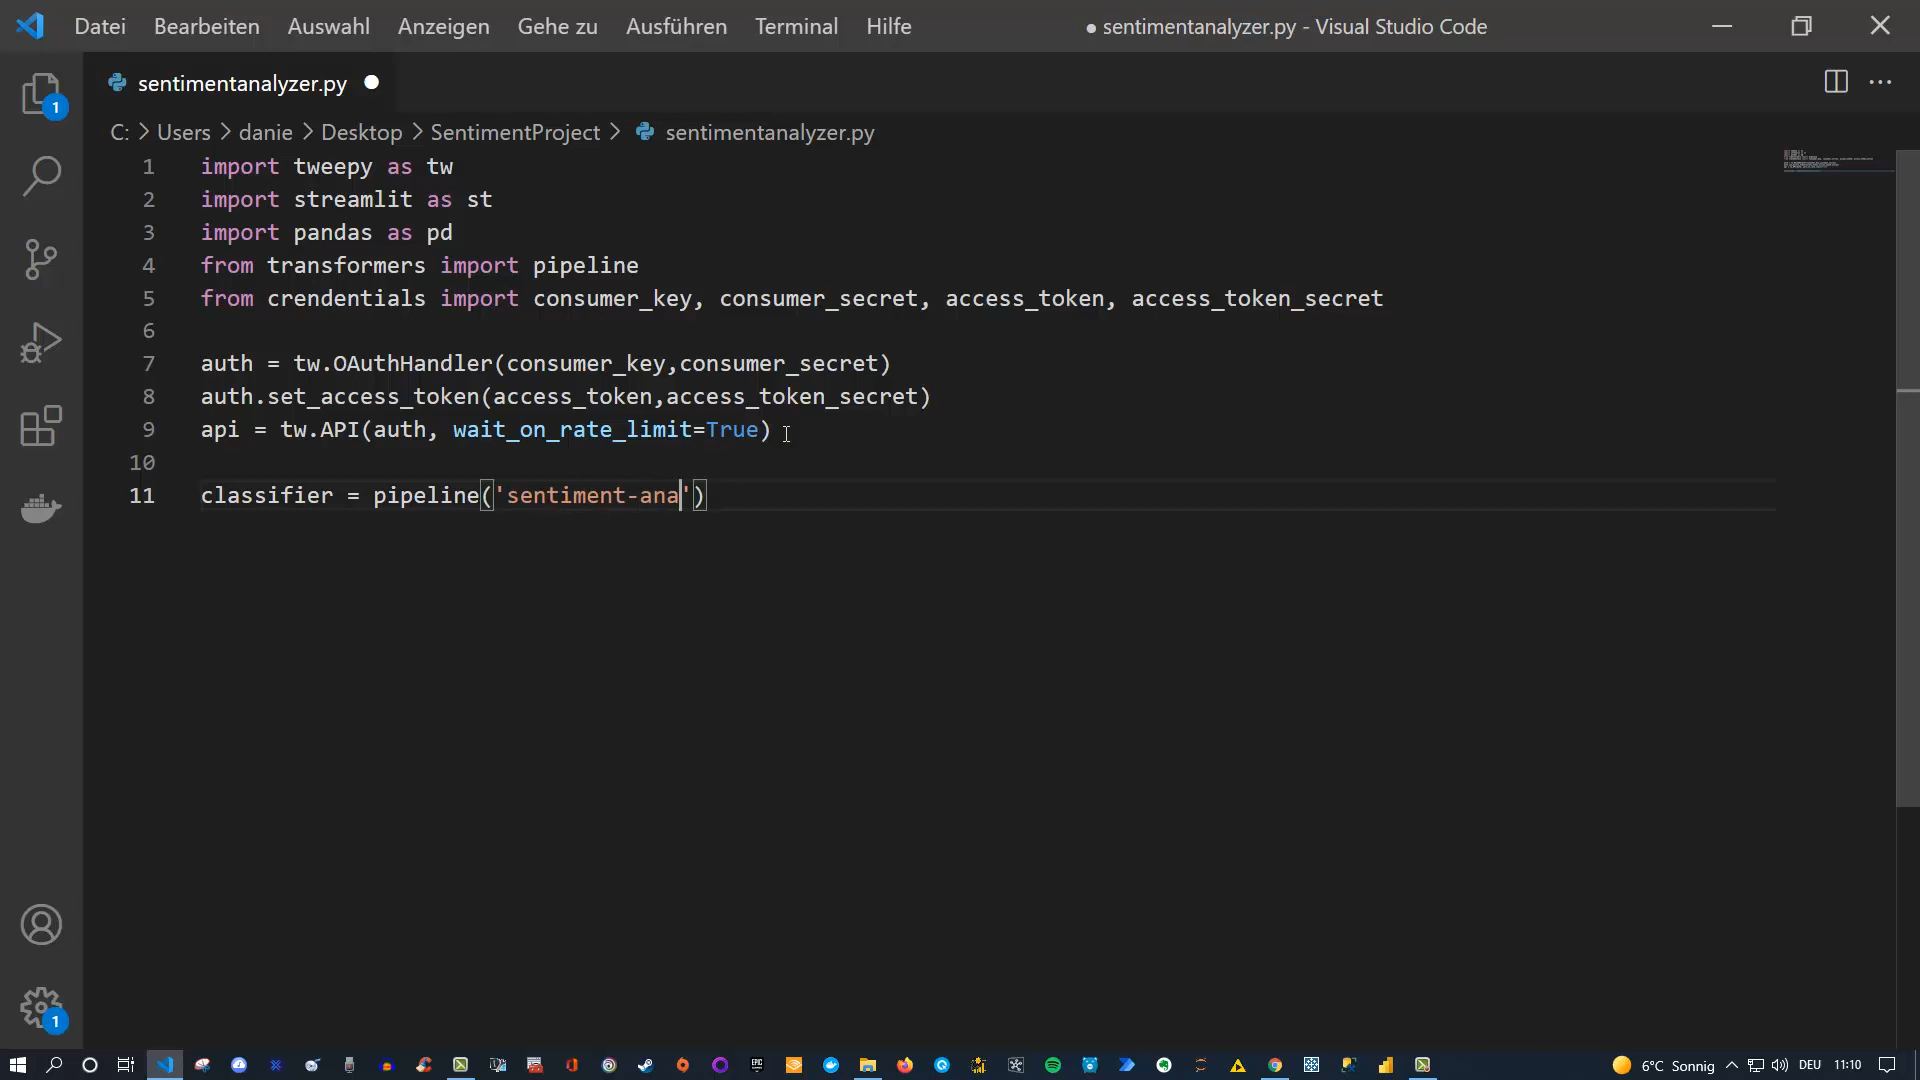 Datei Bearbeiten Auswahl Anzeigen Gehe zu Ausführen Terminal Hilfe ● sentimentanalyzer.py - Visual Studio Code
sentimentanalyzer.py
C: > Users > danie > Desktop > SentimentProject > sentimentanalyzer.py
1 import tweepy as tw
2 import streamlit as st
3 import pandas as pd
4 from transformers import pipeline
5 from crendentials import consumer_key, consumer_secret, access_token, access_token_secret
6
7 auth = tw.OAuthHandler(consumer_key,consumer_secret)
8 auth.set_access_token(access_token,access_token_secret)
9 api = tw.API(auth, wait_on_rate_limit=True)
10
11 classifier = pipeline('sentiment-ana')
1
1
6°C Sonnig DEU 11:10